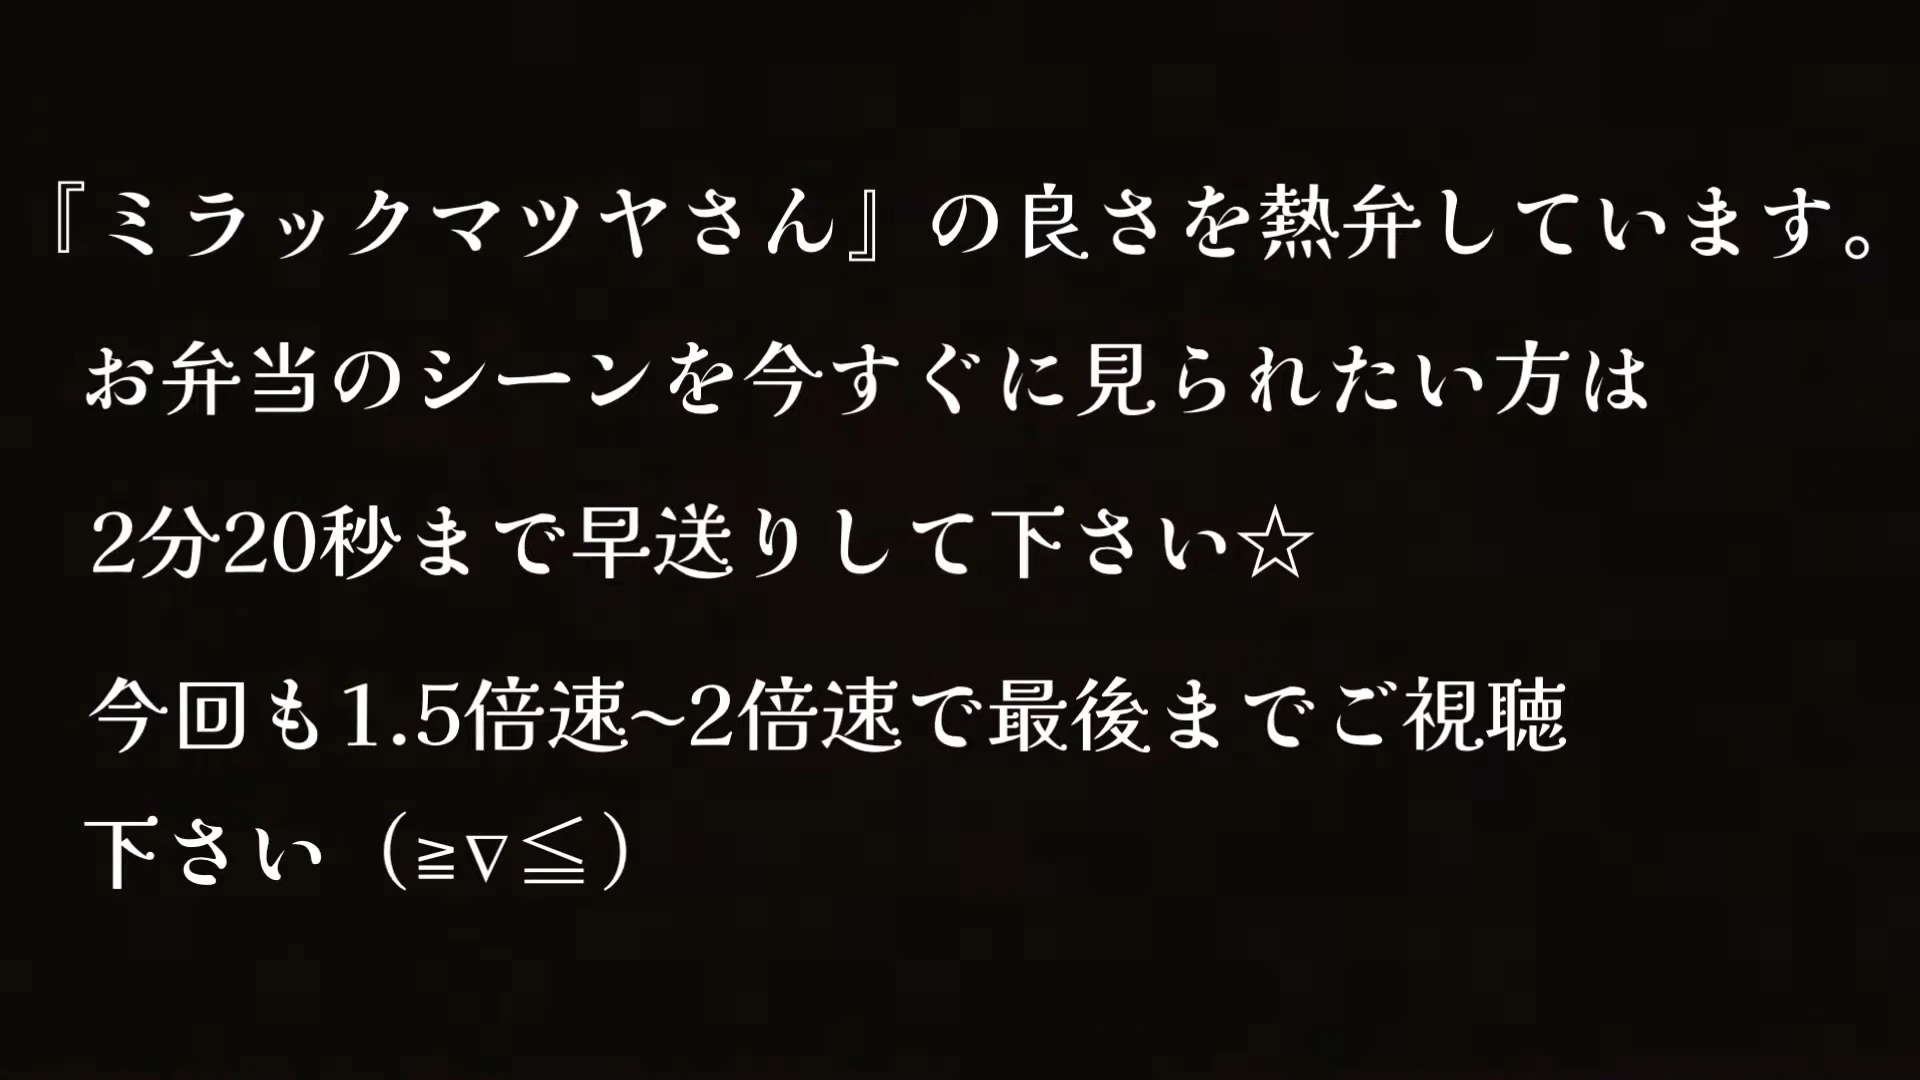 『ミラックマツヤさん』の良さを熱弁しています。
お弁当のシーンを今すぐに見られたい方は
2分20秒まで早送りして下さい☆
今回も1.5倍速~2倍速で最後までご視聴
下さい（≧▽≦）